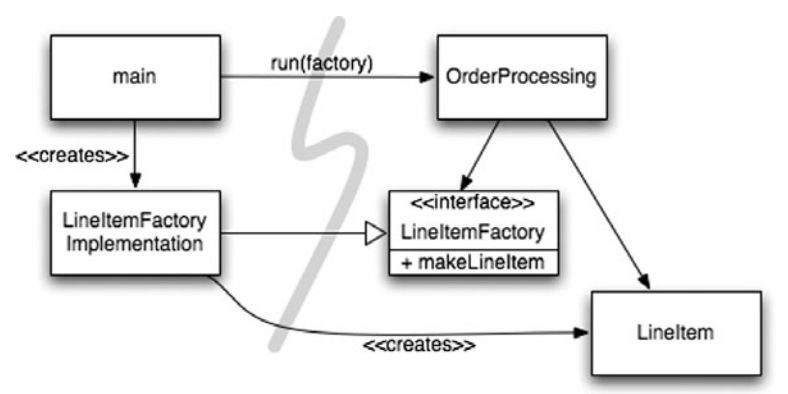 main
run(factory)
OrderProcessing
<<creates>>
LineItemFactory
Implementation
<<interface>>
LineItemFactory
+ makeLineItem
<<creates>>
LineItem